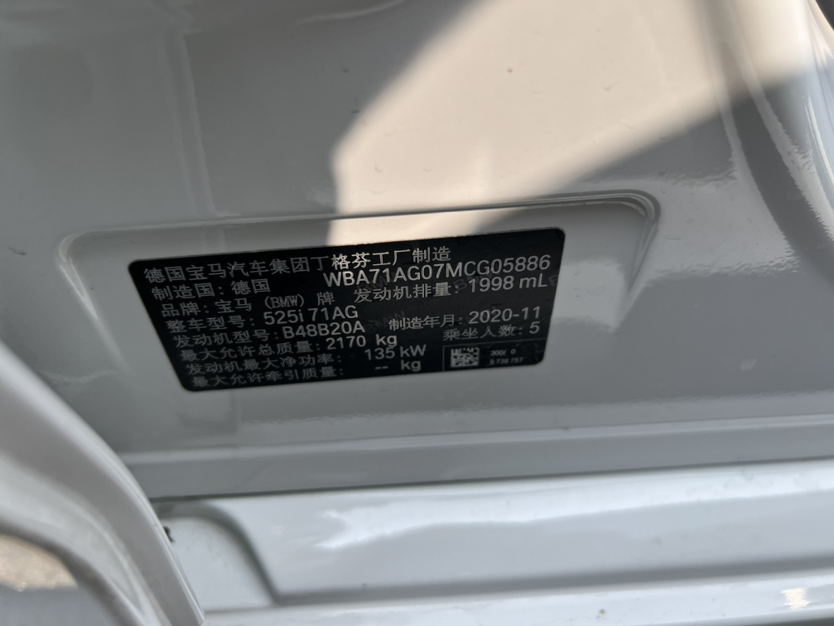 德国宝马汽车集团丁格芬工厂制造
制造国：德国 WBA71AG07MCG05886
品牌：宝马 (BMW) 牌 发动机排量：1998 mL
整车型号：525i 71AG
发动机型号：B48B20A 制造年月：2020-11
最大允许总质量：2170 kg 乘坐人数：5
发动机最大净功率：135 kW
最大允许牵引质量：-- kg